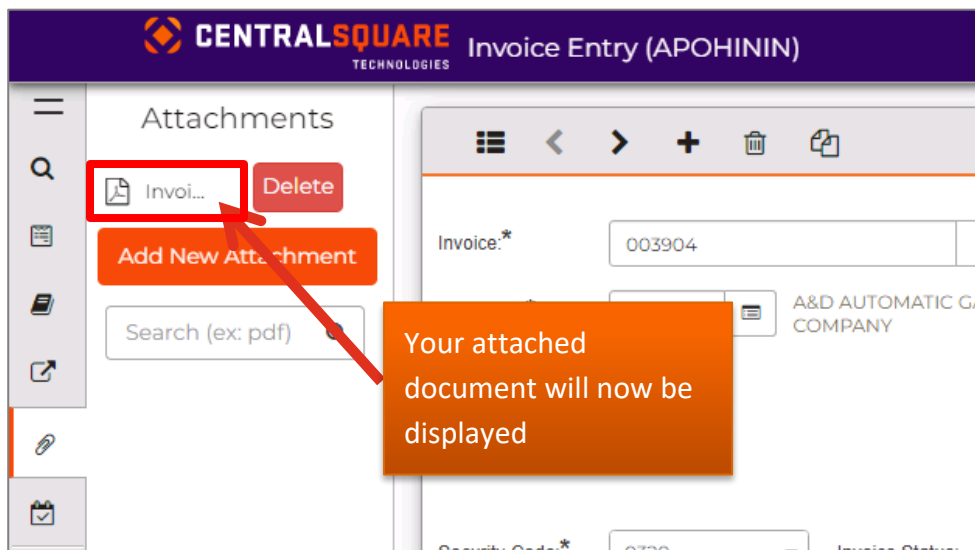 CENTRALSQUARE
TECHNOLOGIES
Invoice Entry (APOHININ)
Attachments
Invoi...
Delete
Add New Attachment
Search (ex: pdf)
Invoice:*
003904
*
A&D AUTOMATIC
COMPANY
Your attached
document will now be
displayed
Security Code:*
0320
Invoice Status: